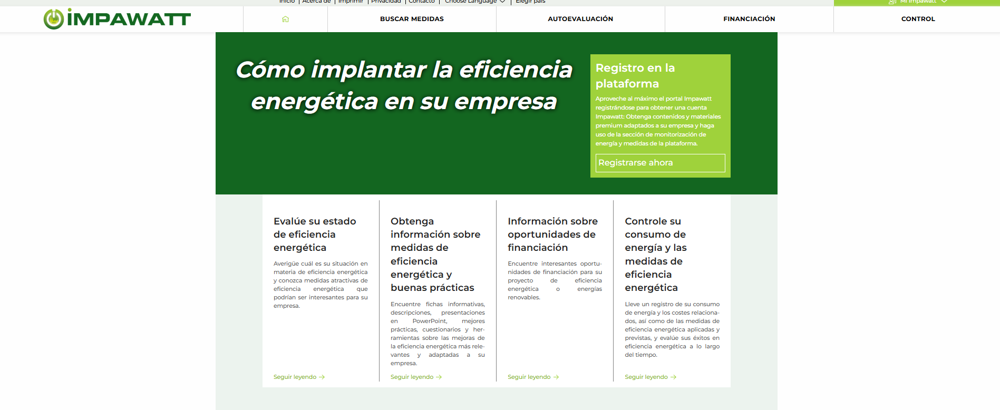 Inicio | Acerca de | Imprimir | Privacidad | Contacto | Choose Language | Elegir país
Mi Impawatt
IMPAWATT
BUSCAR MEDIDAS
AUTOEVALUACIÓN
FINANCIACIÓN
CONTROL
Cómo implantar la eficiencia
energética en su empresa
Registro en la
plataforma
Aproveche al máximo el portal Impawatt
registrándose para obtener una cuenta
Impawatt: Obtenga contenidos y materiales
premium adaptados a su empresa y haga
uso de la sección de monitorización de
energía y medidas de la plataforma.
Registrarse ahora
Evalúe su estado
de eficiencia
energética
Averigüe cuál es su situación en
materia de eficiencia energética
y conozca medidas atractivas de
eficiencia energética que
podrían ser interesantes para su
empresa.
Seguir leyendo
Obtenga
información sobre
medidas de
eficiencia
energética y
buenas prácticas
Encuentre fichas informativas,
descripciones, presentaciones
en PowerPoint, mejores
prácticas, cuestionarios y her-
ramientas sobre las mejoras de
la eficiencia energética más rele-
vantes y adaptadas a su
empresa.
Seguir leyendo
Información sobre
oportunidades de
financiación
Encuentre interesantes oportu-
nidades de financiación para su
proyecto de eficiencia
energética o energías
renovables.
Seguir leyendo
Controle su
consumo de
energía y las
medidas de
eficiencia
energética
Lleve un registro de su consumo
de energía y los costes relaciona-
dos, así como de las medidas de
eficiencia energética aplicadas y
previstas, y evalúe sus éxitos en
eficiencia energética a lo largo
del tiempo.
Seguir leyendo